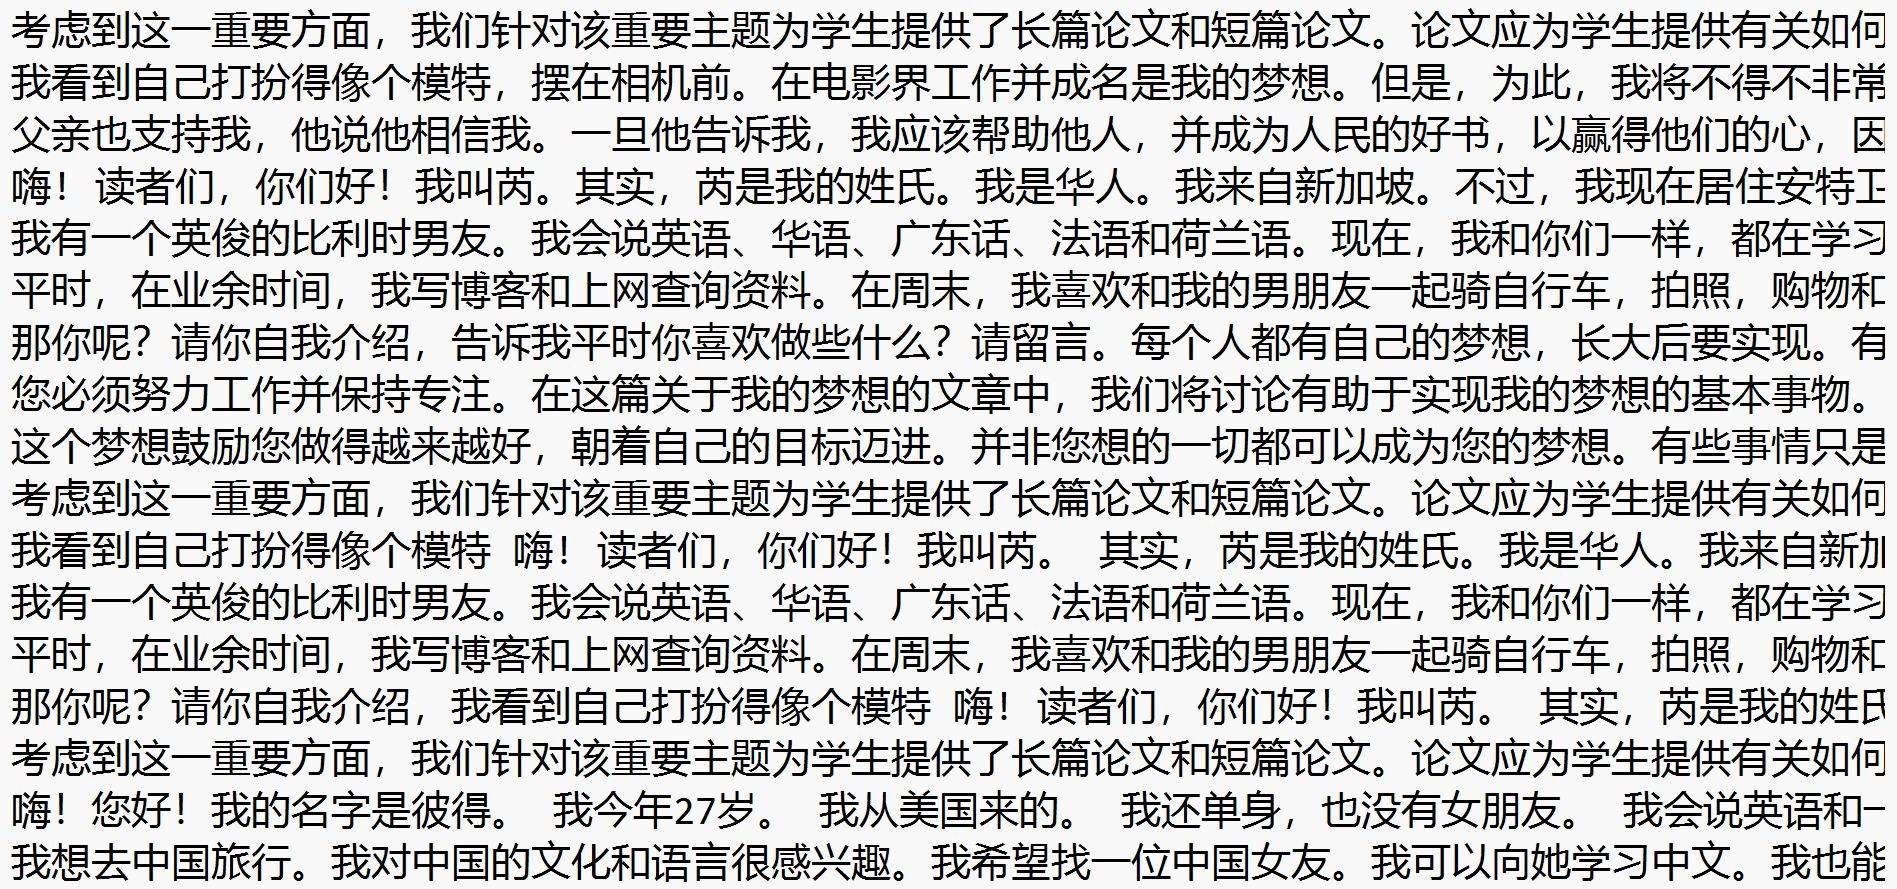 考虑到这一重要方面，我们针对该重要主题为学生提供了长篇论文和短篇论文。论文应为学生提供有关如何
我看到自己打扮得像个模特，摆在相机前。在电影界工作并成名是我的梦想。但是，为此，我将不得不非常
父亲也支持我，他说他相信我。一旦他告诉我，我应该帮助他人，并成为人民的好书，以赢得他们的心，因
嗨！读者们，你们好！我叫芮。其实，芮是我的姓氏。我是华人。我来自新加坡。不过，我现在居住安特卫
我有一个英俊的比利时男友。我会说英语、华语、广东话、法语和荷兰语。现在，我和你们一样，都在学习
平时，在业余时间，我写博客和上网查询资料。在周末，我喜欢和我的男朋友一起骑自行车，拍照，购物和
那你呢？请你自我介绍，告诉我平时你喜欢做些什么？请留言。每个人都有自己的梦想，长大后要实现。有
您必须努力工作并保持专注。在这篇关于我的梦想的文章中，我们将讨论有助于实现我的梦想的基本事物。
这个梦想鼓励您做得越来越好，朝着自己的目标迈进。并非您想的一切都可以成为您的梦想。有些事情只是
考虑到这一重要方面，我们针对该重要主题为学生提供了长篇论文和短篇论文。论文应为学生提供有关如何
我看到自己打扮得像个模特 嗨！读者们，你们好！我叫芮。 其实，芮是我的姓氏。我是华人。我来自新加
我有一个英俊的比利时男友。我会说英语、华语、广东话、法语和荷兰语。现在，我和你们一样，都在学习
平时，在业余时间，我写博客和上网查询资料。在周末，我喜欢和我的男朋友一起骑自行车，拍照，购物和
那你呢？请你自我介绍，我看到自己打扮得像个模特 嗨！读者们，你们好！我叫芮。 其实，芮是我的姓氏
考虑到这一重要方面，我们针对该重要主题为学生提供了长篇论文和短篇论文。论文应为学生提供有关如何
嗨！您好！我的名字是彼得。 我今年27岁。 我从美国来的。 我还单身，也没有女朋友。 我会说英语和一
我想去中国旅行。我对中国的文化和语言很感兴趣。我希望找一位中国女友。我可以向她学习中文。我也能